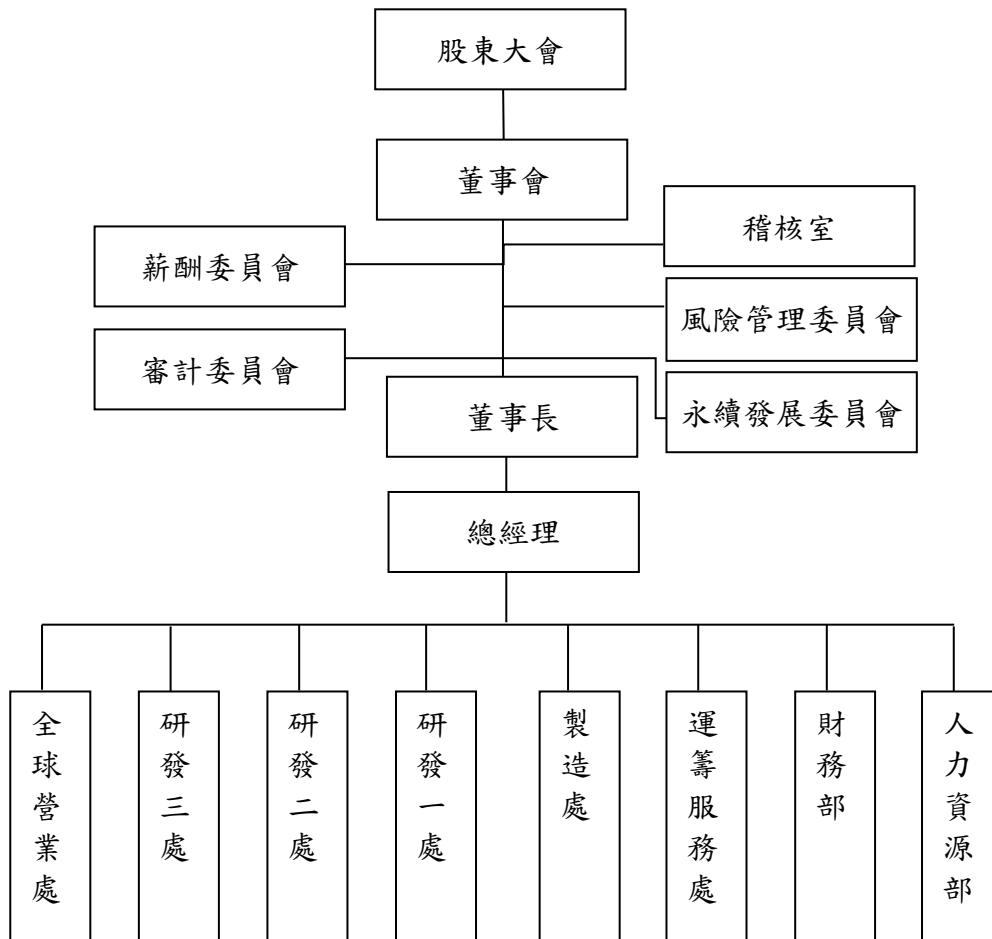 股東大會
董事會
稽核室
薪酬委員會
風險管理委員會
審計委員會
永續發展委員會
董事長
總經理
全球營業處
研發三處
研發二處
研發一處
製造處
運籌服務處
財務部
人力資源部